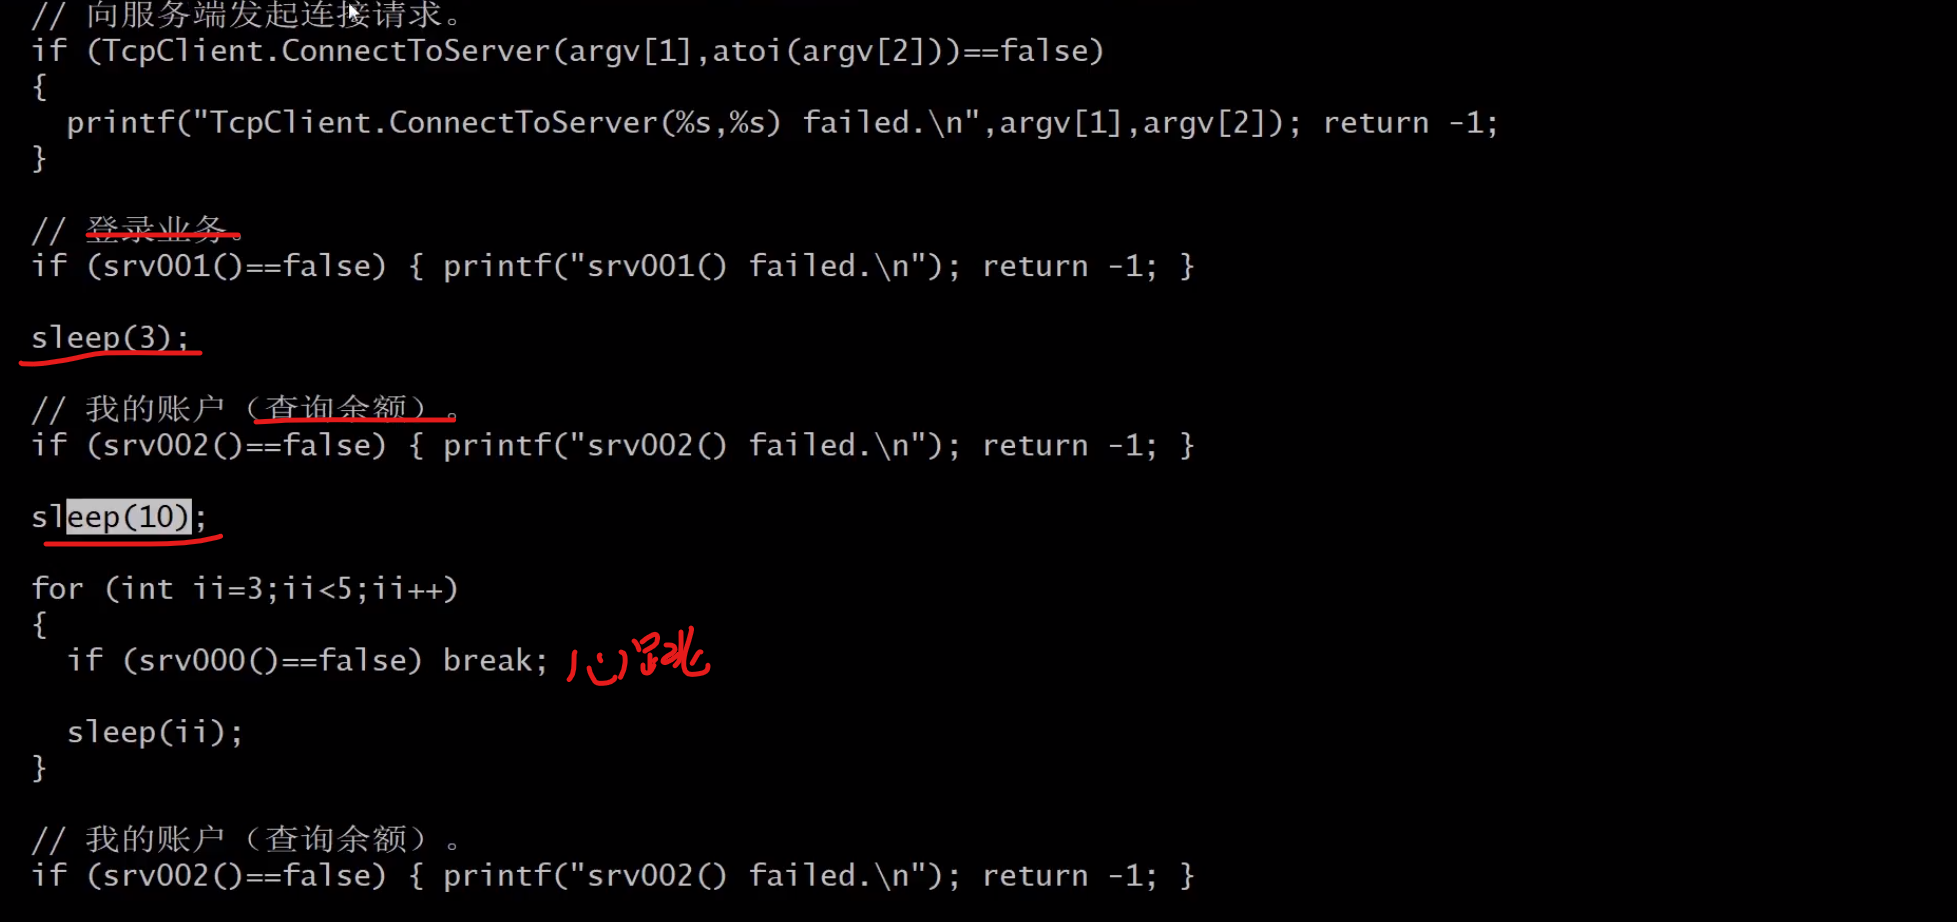 // 向服务端发起连接请求。
if (TcpClient.ConnectToServer(argv[1],atoi(argv[2]))==false)
{
printf("TcpClient.ConnectToServer(%s,%s) failed.\n",argv[1],argv[2]); return -1;
}
// 登录业务。
if (srv001()==false) { printf("srv001() failed.\n"); return -1; }
sleep(3);
// 我的账户（查询余额）。
if (srv002()==false) { printf("srv002() failed.\n"); return -1; }
sleep(10);
for (int ii=3;ii<5;ii++)
{
if (srv000()==false) break; 心跳
sleep(ii);
}
// 我的账户（查询余额）。
if (srv002()==false) { printf("srv002() failed.\n"); return -1; }